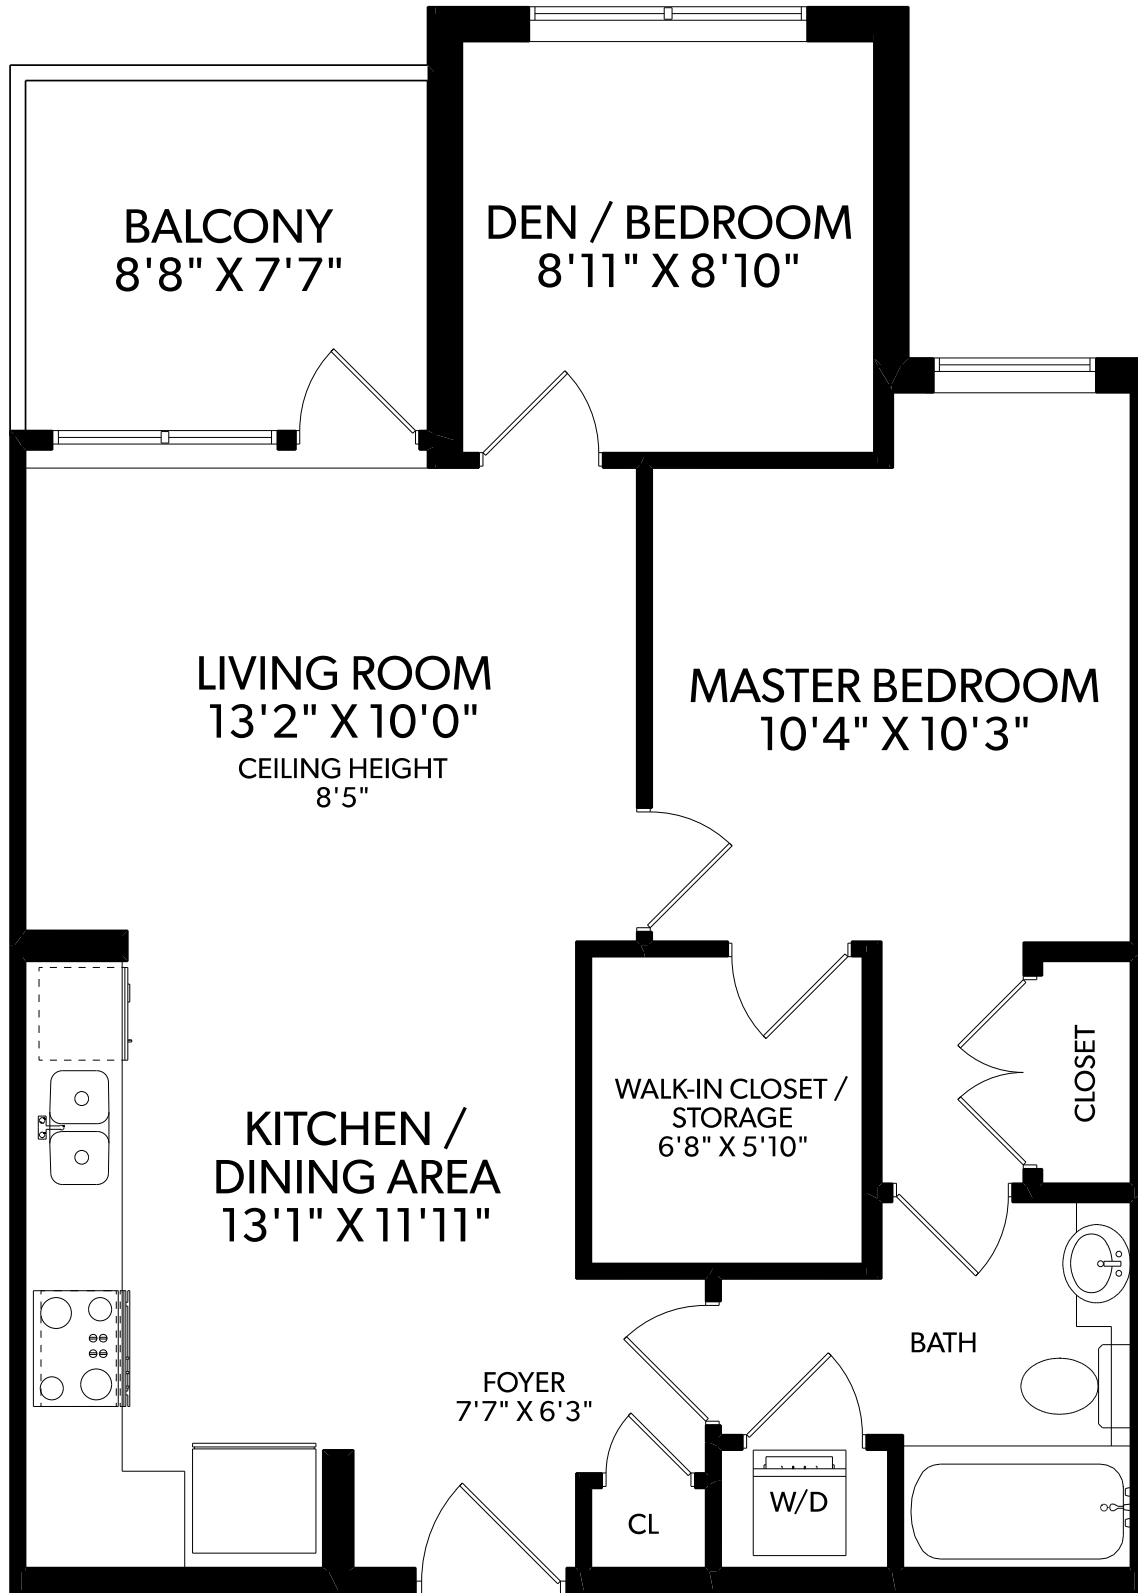 BALCONY
8'8" X 7'7"
DEN / BEDROOM
8'11" X 8'10"
LIVING ROOM
13'2" X 10'0"
CEILING HEIGHT
8'5"
MASTER BEDROOM
10'4" X 10'3"
WALK-IN CLOSET /
STORAGE
6'8" X 5'10"
CLOSET
KITCHEN /
DINING AREA
13'1" X 11'11"
BATH
FOYER
7'7" X 6'3"
CL
W/D